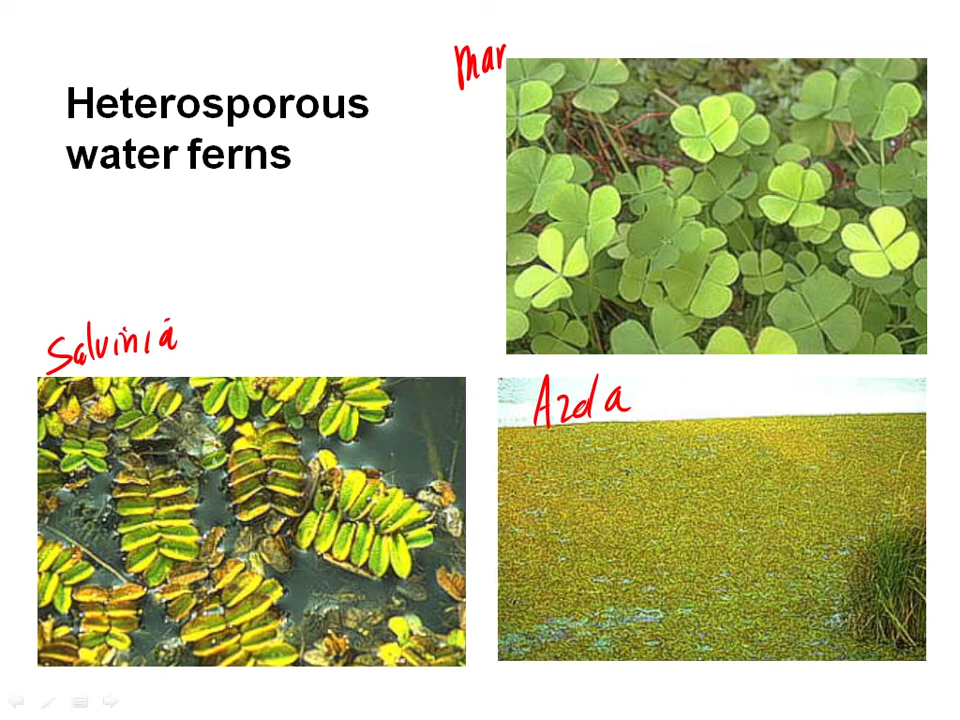 mar
Heterosporous
water ferns
Salvinia
Azola